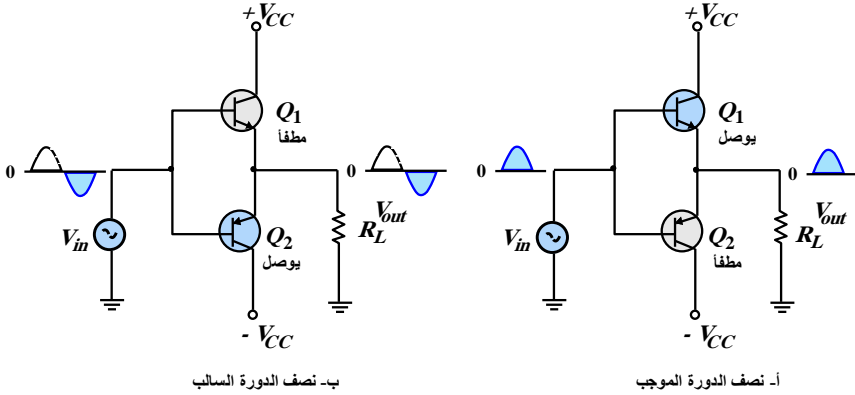 +VCC
Q1
يوصل
0
0
Vin
Q2
مطفأ
RL
Vout
- VCC
أ- نصف الدورة الموجب
+VCC
Q1
مطفأ
0
0
Vin
Q2
يوصل
RL
Vout
- VCC
ب- نصف الدورة السالب